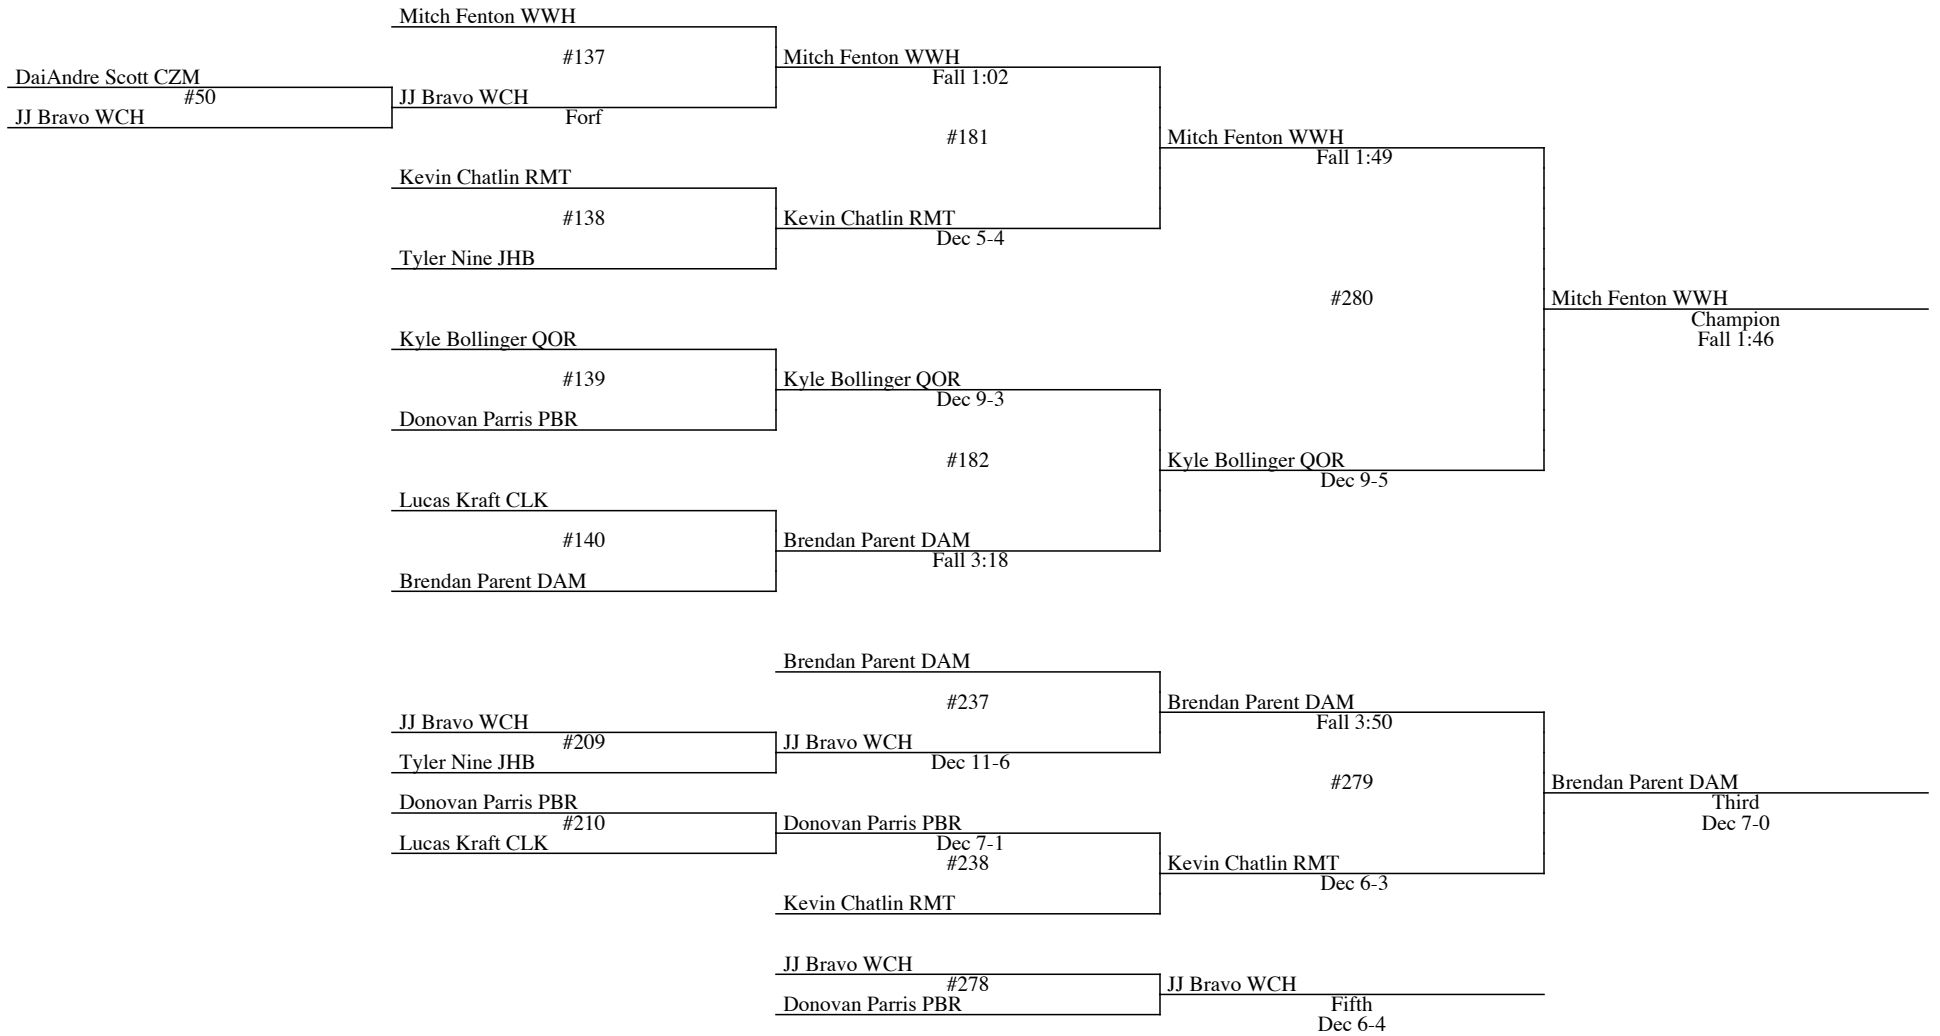 Mitch Fenton WWH
#137
Mitch Fenton WWH
DaiAndre Scott CZM
Fall 1:02
#50
JJ Bravo WCH
JJ Bravo WCH
Forf
#181
Mitch Fenton WWH
Fall 1:49
Kevin Chatlin RMT
#138
Kevin Chatlin RMT
Dec 5-4
Tyler Nine JHB
#280
Mitch Fenton WWH
Champion
Fall 1:46
Kyle Bollinger QOR
#139
Kyle Bollinger QOR
Dec 9-3
Donovan Parris PBR
#182
Kyle Bollinger QOR
Dec 9-5
Lucas Kraft CLK
#140
Brendan Parent DAM
Fall 3:18
Brendan Parent DAM
Brendan Parent DAM
#237
Brendan Parent DAM
Fall 3:50
JJ Bravo WCH
#209
JJ Bravo WCH
Dec 11-6
Tyler Nine JHB
#279
Brendan Parent DAM
Third
Dec 7-0
Donovan Parris PBR
#210
Donovan Parris PBR
Dec 7-1
Lucas Kraft CLK
#238
Kevin Chatlin RMT
Dec 6-3
Kevin Chatlin RMT
JJ Bravo WCH
#278
JJ Bravo WCH
Fifth
Dec 6-4
Donovan Parris PBR